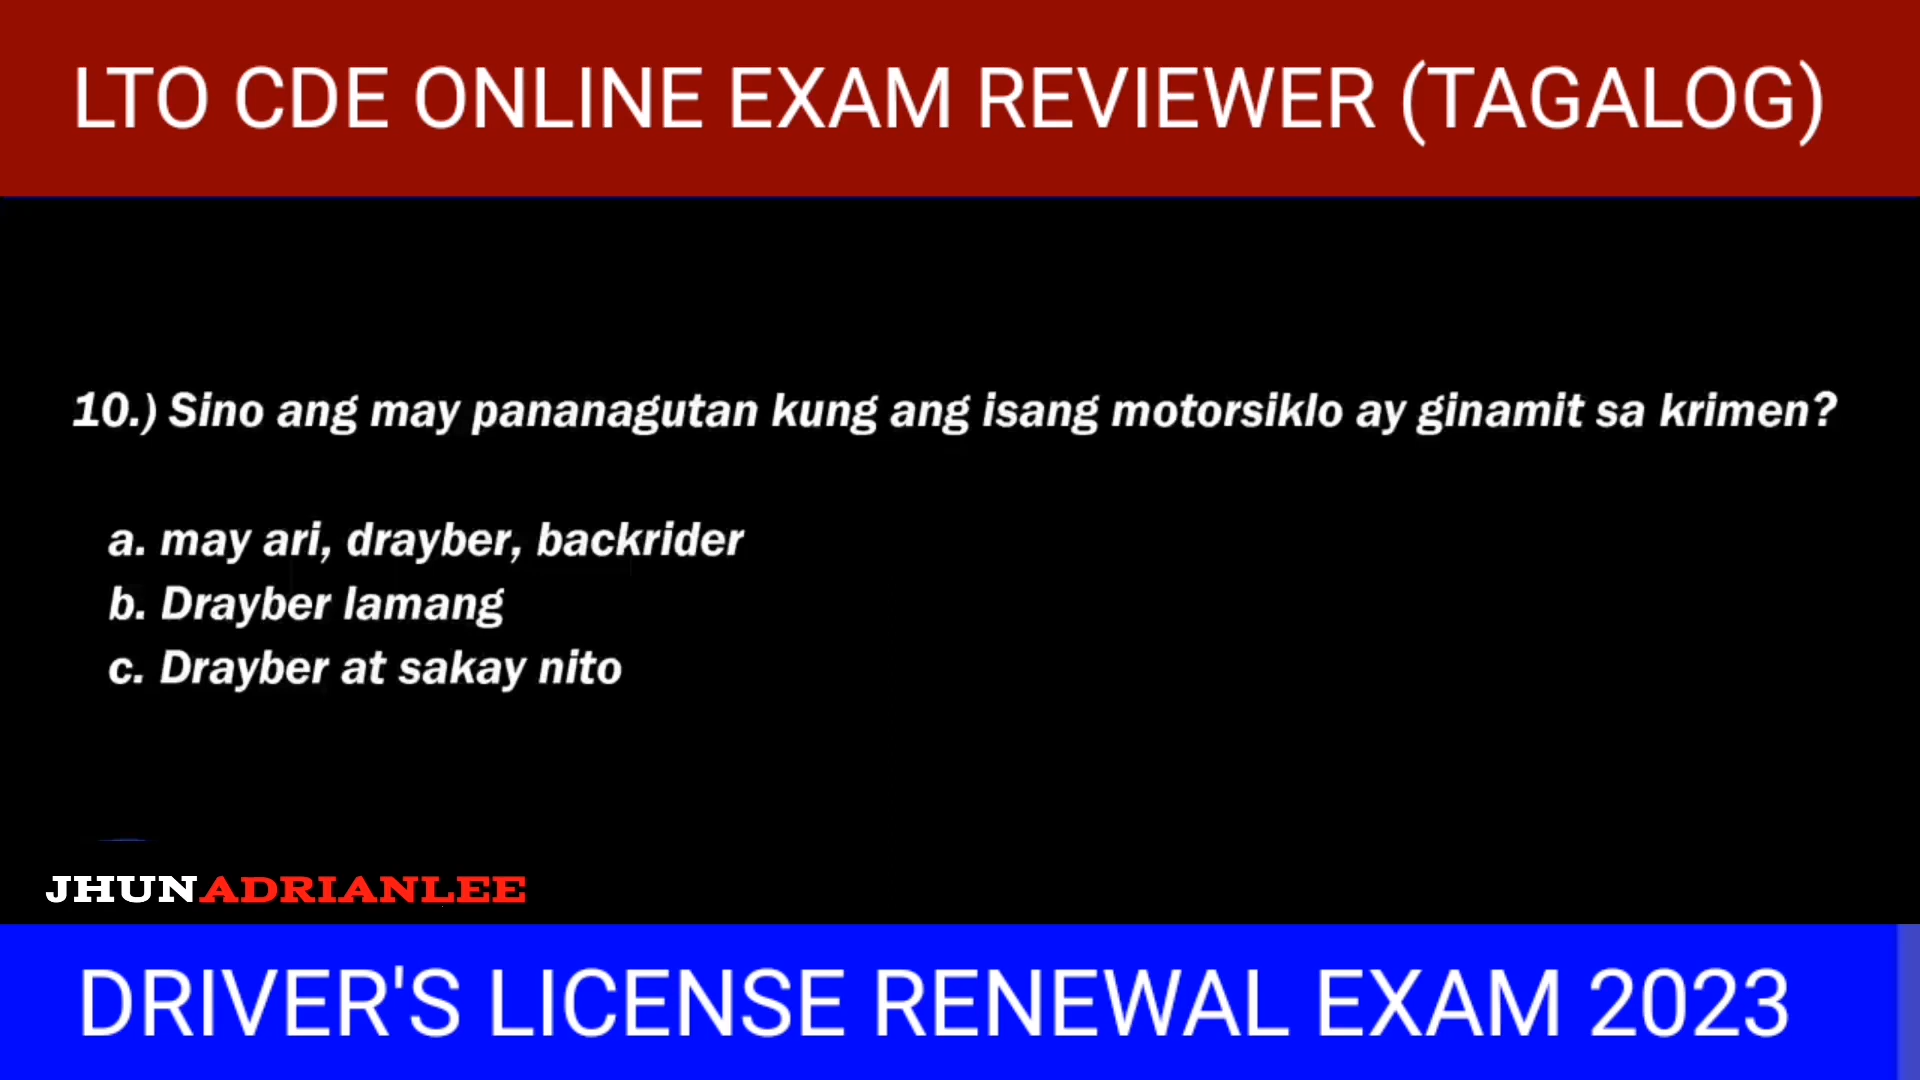 LTO CDE ONLINE EXAM REVIEWER (TAGALOG)
10.) Sino ang may pananagutan kung ang isang motorsiklo ay ginamit sa krimen?
a. may ari, drayber, backrider
b. Drayber lamang
c. Drayber at sakay nito
JHUNADRIANLEE
DRIVER'S LICENSE RENEWAL EXAM 2023